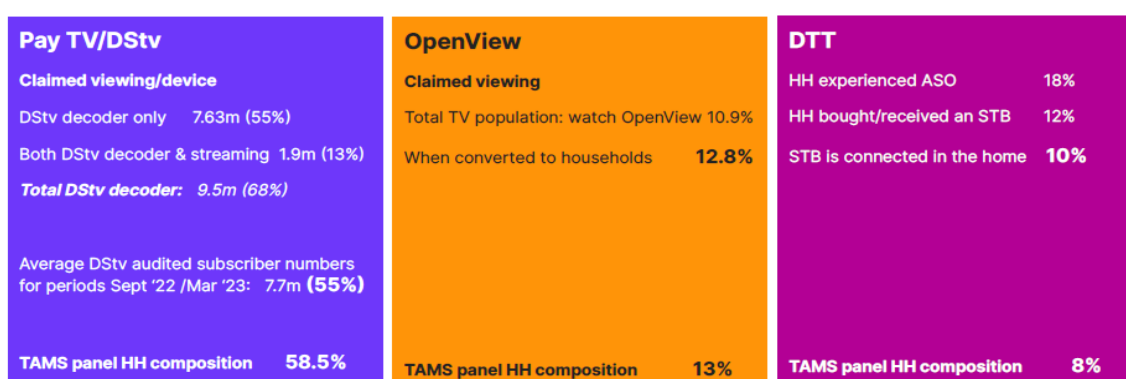 Pay TV/DStv
Claimed viewing/device
DStv decoder only 7.63m (55%)
Both DStv decoder & streaming 1.9m (13%)
Total DStv decoder: 9.5m (68%)
Average DStv audited subscriber numbers
for periods Sept ‘22 /Mar ‘23: 7.7m (55%)
TAMS panel HH composition 58.5%
OpenView
Claimed viewing
Total TV population: watch OpenView 10.9%
When converted to households 12.8%
TAMS panel HH composition 13%
DTT
HH experienced ASO 18%
HH bought/received an STB 12%
STB is connected in the home 10%
TAMS panel HH composition 8%